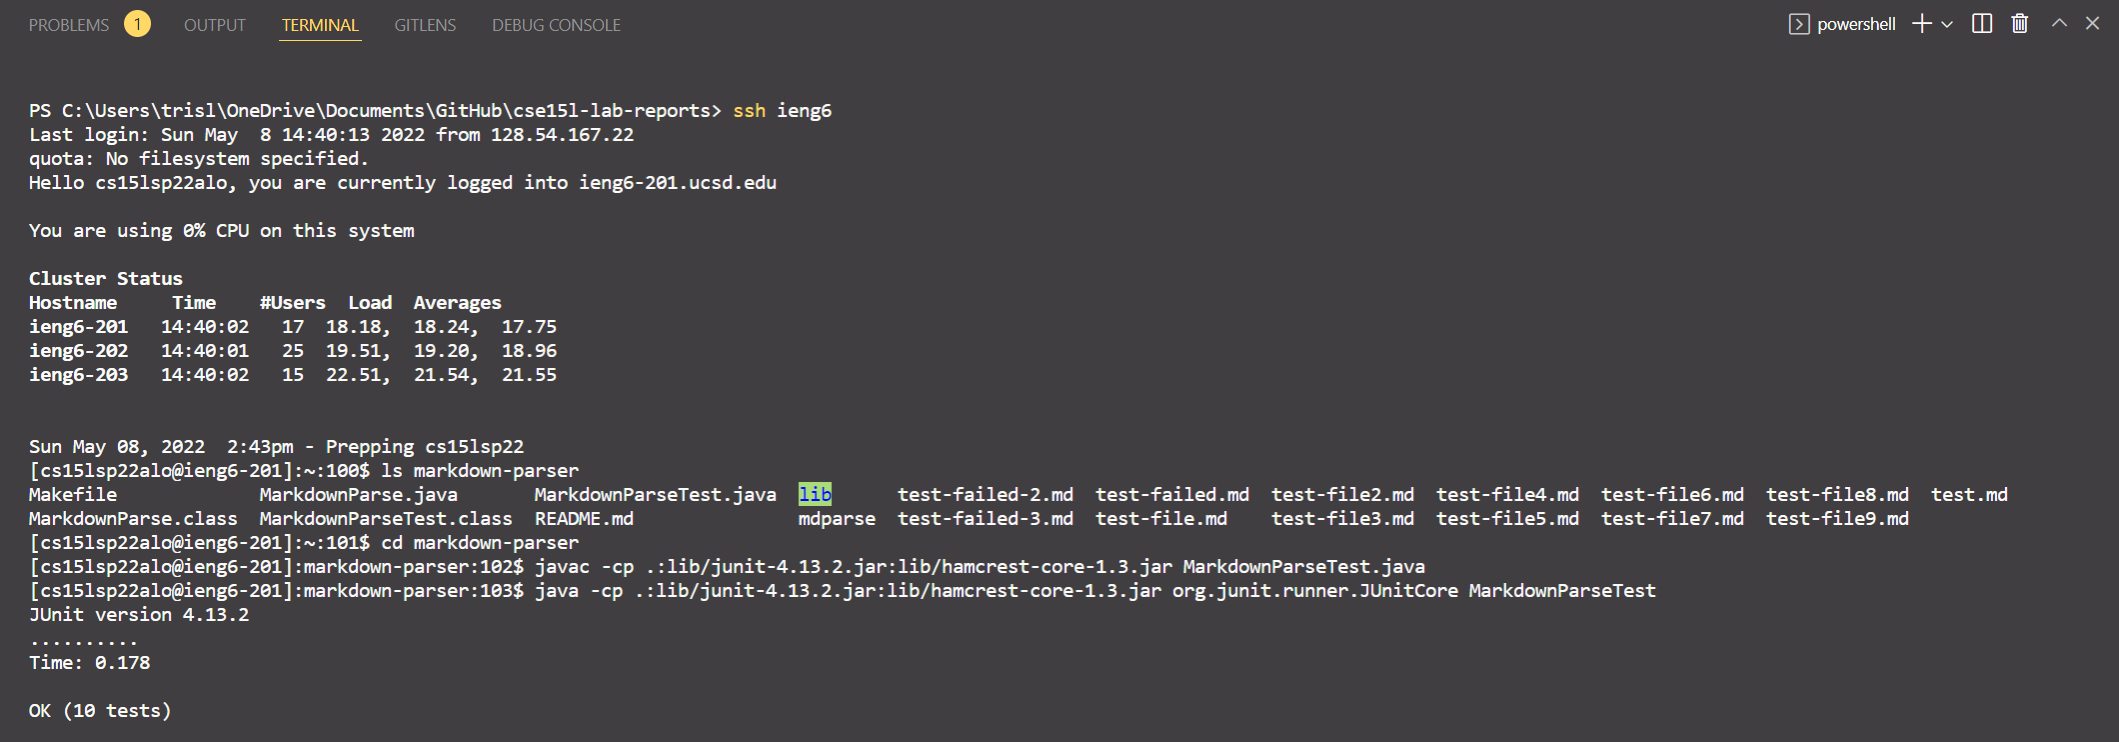 PROBLEMS 1 OUTPUT TERMINAL GITLENS DEBUG CONSOLE powershell
PS C:\Users\trisl\OneDrive\Documents\GitHub\cse15l-lab-reports> ssh ieng6
Last login: Sun May  8 14:40:13 2022 from 128.54.167.22
quota: No filesystem specified.
Hello cs15lsp22alo, you are currently logged into ieng6-201.ucsd.edu
You are using 0% CPU on this system
Cluster Status
Hostname     Time    #Users  Load  Averages
ieng6-201   14:40:02   17  18.18,  18.24,  17.75
ieng6-202   14:40:01   25  19.51,  19.20,  18.96
ieng6-203   14:40:02   15  22.51,  21.54,  21.55
Sun May 08, 2022  2:43pm - Prepping cs15lsp22
[cs15lsp22alo@ieng6-201]:~:100$ ls markdown-parser
Makefile             MarkdownParse.java       MarkdownParseTest.java  lib      test-failed-2.md  test-failed.md  test-file2.md  test-file4.md  test-file6.md  test-file8.md  test.md
MarkdownParse.class  MarkdownParseTest.class  README.md               mdparse  test-failed-3.md  test-file.md    test-file3.md  test-file5.md  test-file7.md  test-file9.md
[cs15lsp22alo@ieng6-201]:~:101$ cd markdown-parser
[cs15lsp22alo@ieng6-201]:markdown-parser:102$ javac -cp .:lib/junit-4.13.2.jar:lib/hamcrest-core-1.3.jar MarkdownParseTest.java
[cs15lsp22alo@ieng6-201]:markdown-parser:103$ java -cp .:lib/junit-4.13.2.jar:lib/hamcrest-core-1.3.jar org.junit.runner.JUnitCore MarkdownParseTest
JUnit version 4.13.2
..........
Time: 0.178
OK (10 tests)